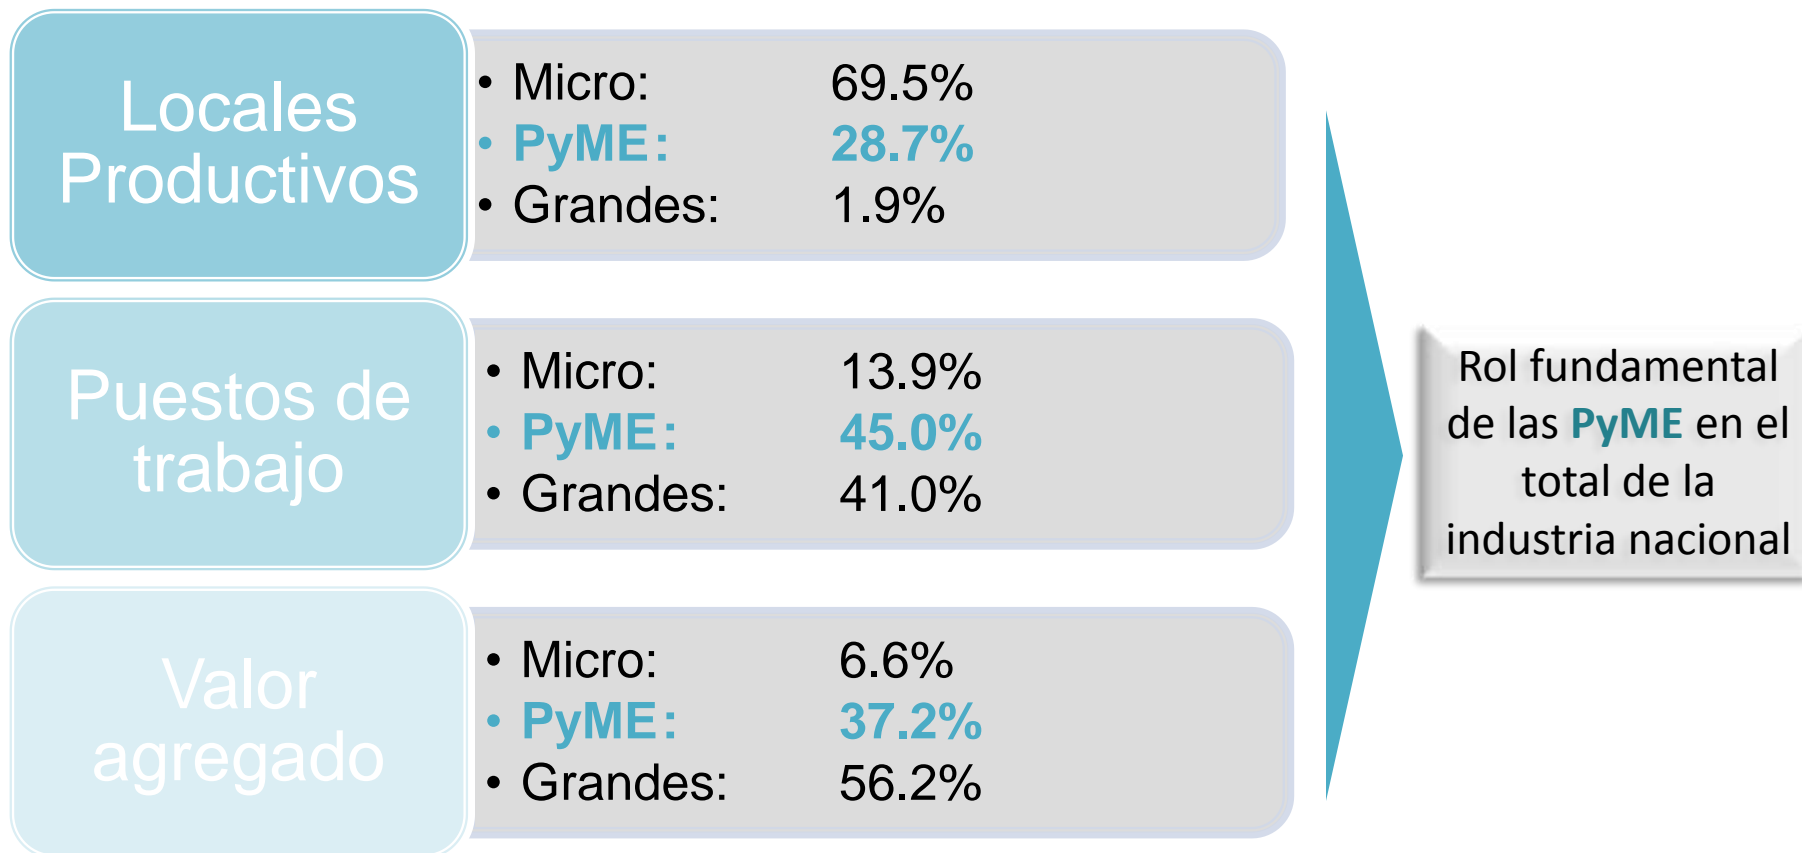 Locales
Productivos
• Micro: 69.5%
• PyME: 28.7%
• Grandes: 1.9%
Puestos de
trabajo
• Micro: 13.9%
• PyME: 45.0%
• Grandes: 41.0%
Valor
agregado
• Micro: 6.6%
• PyME: 37.2%
• Grandes: 56.2%
Rol fundamental
de las PyME en el
total de la
industria nacional